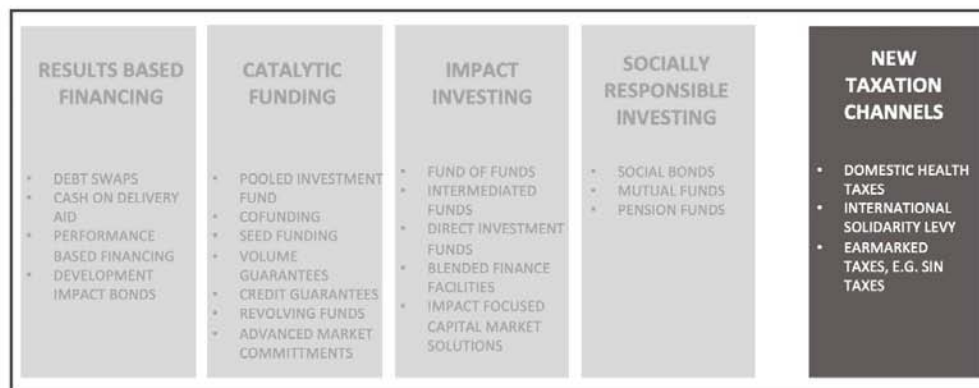 RESULTS BASED
FINANCING
• DEBT SWAPS
• CASH ON DELIVERY
AID
• PERFORMANCE
BASED FINANCING
• DEVELOPMENT
IMPACT BONDS
CATALYTIC
FUNDING
• POOLED INVESTMENT
FUND
• COFUNDING
• SEED FUNDING
• VOLUME
GUARANTEES
• CREDIT GUARANTEES
• REVOLVING FUNDS
• ADVANCED MARKET
COMMITTMENTS
IMPACT
INVESTING
• FUND OF FUNDS
• INTERMEDIATED
FUNDS
• DIRECT INVESTMENT
FUNDS
• BLENDED FINANCE
FACILITIES
• IMPACT FOCUSED
CAPITAL MARKET
SOLUTIONS
SOCIALLY
RESPONSIBLE
INVESTING
• SOCIAL BONDS
• MUTUAL FUNDS
• PENSION FUNDS
NEW
TAXATION
CHANNELS
• DOMESTIC HEALTH
TAXES
• INTERNATIONAL
SOLIDARITY LEVY
• EARMARKED
TAXES, E.G. SIN
TAXES